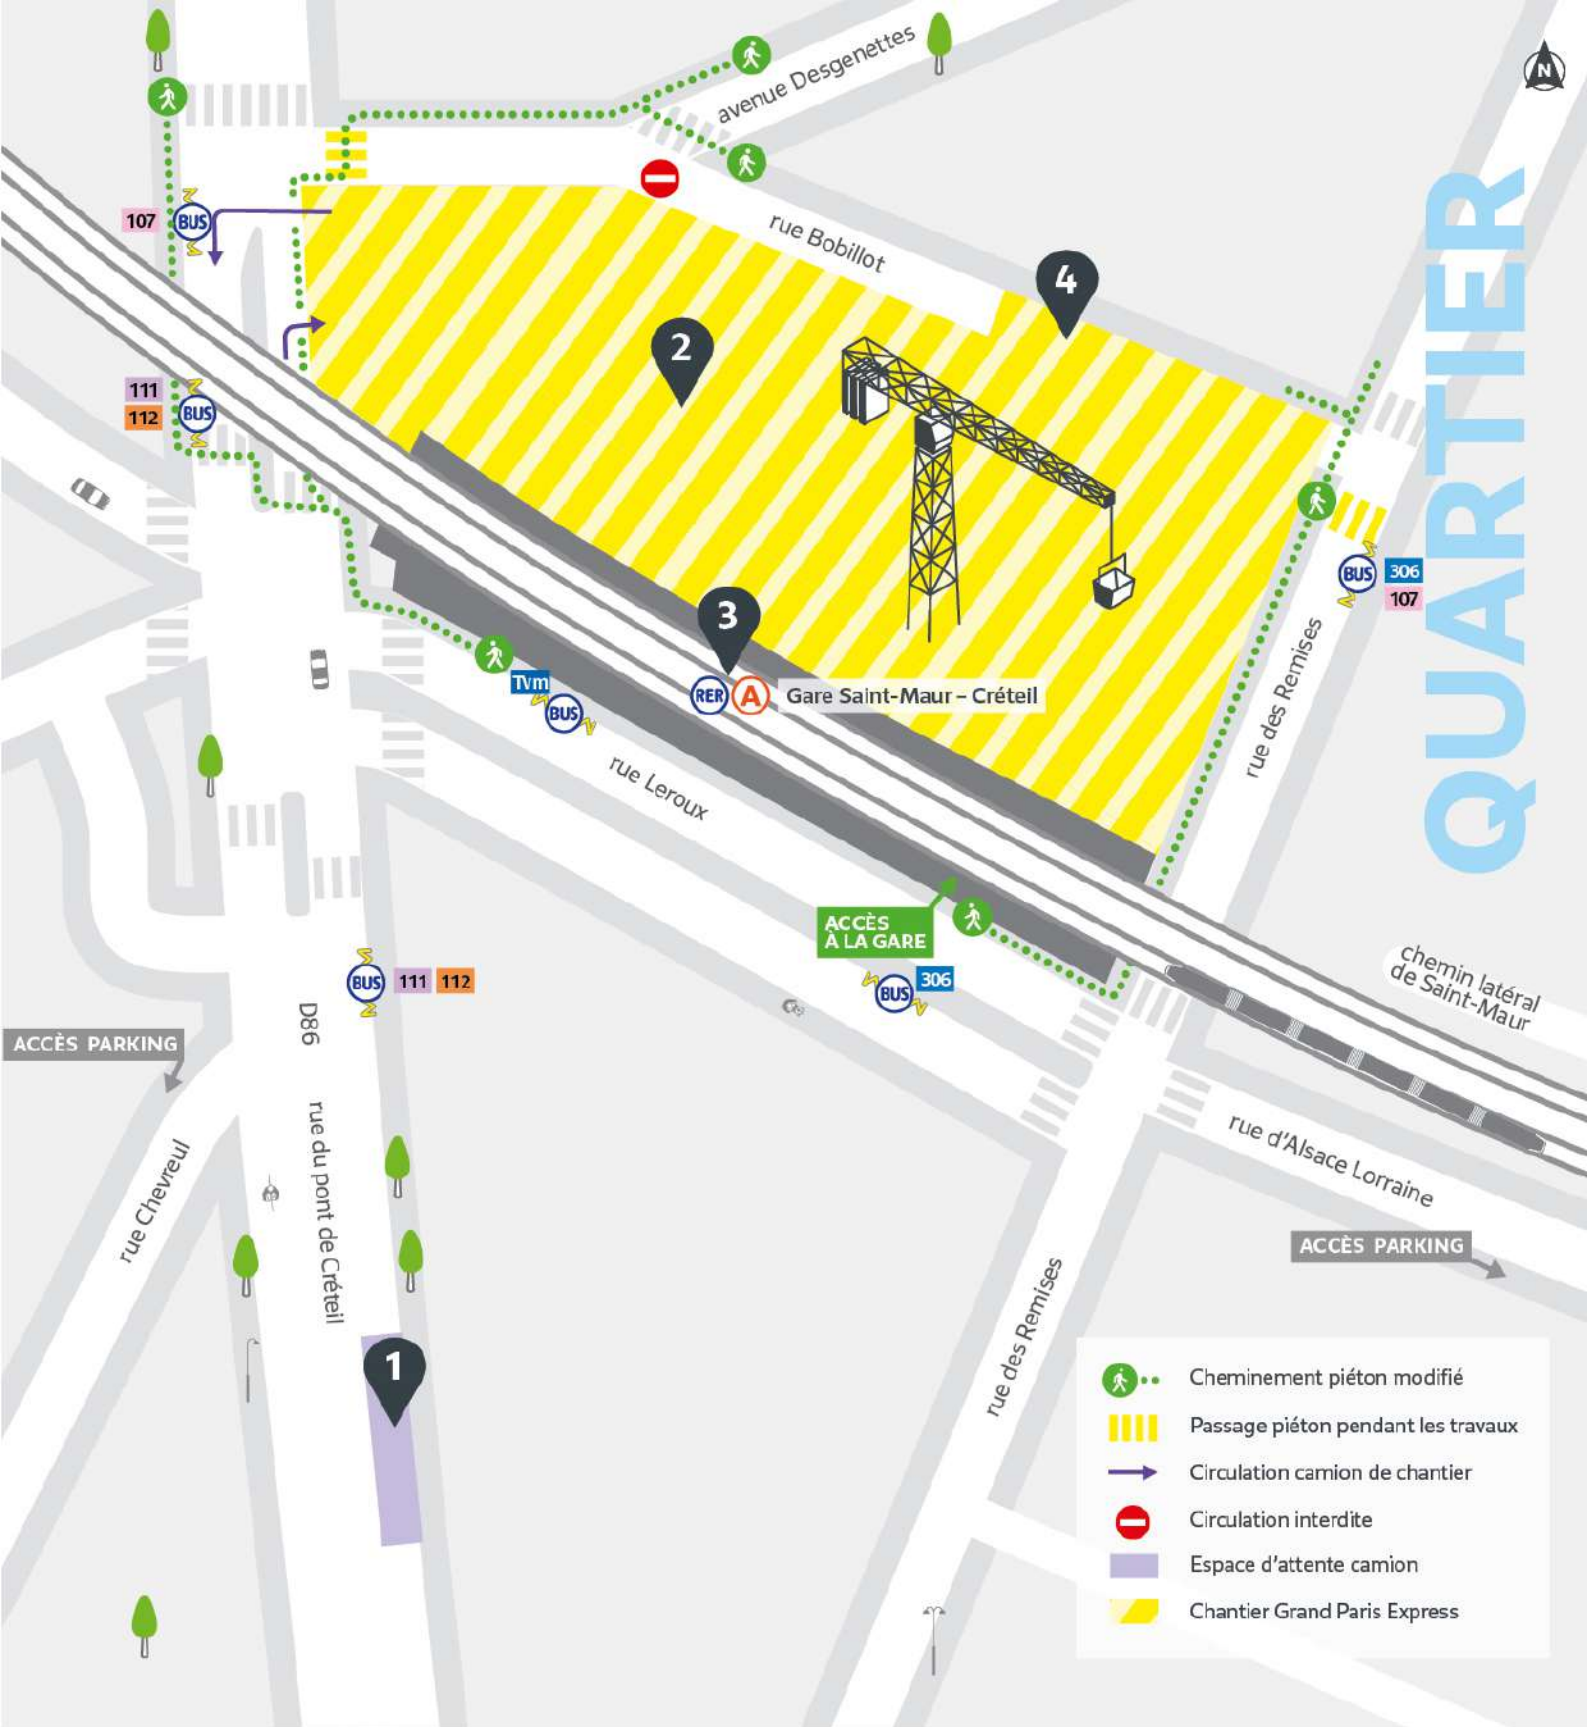 avenue Desgenettes
N
QUARTIER
107
BUS
rue Bobillot
4
2
111
112
BUS
3
RER A Gare Saint-Maur – Créteil
BUS
306
107
rue des Remises
Tvm
BUS
rue Leroux
ACCÈS
À LA GARE
BUS
306
BUS
111 112
chemin latéral
de Saint-Maur
D86
ACCÈS PARKING
rue du pont de Créteil
rue Chevreul
rue d'Alsace Lorraine
ACCÈS PARKING
rue des Remises
1
Cheminement piéton modifié
Passage piéton pendant les travaux
Circulation camion de chantier
Circulation interdite
Espace d'attente camion
Chantier Grand Paris Express